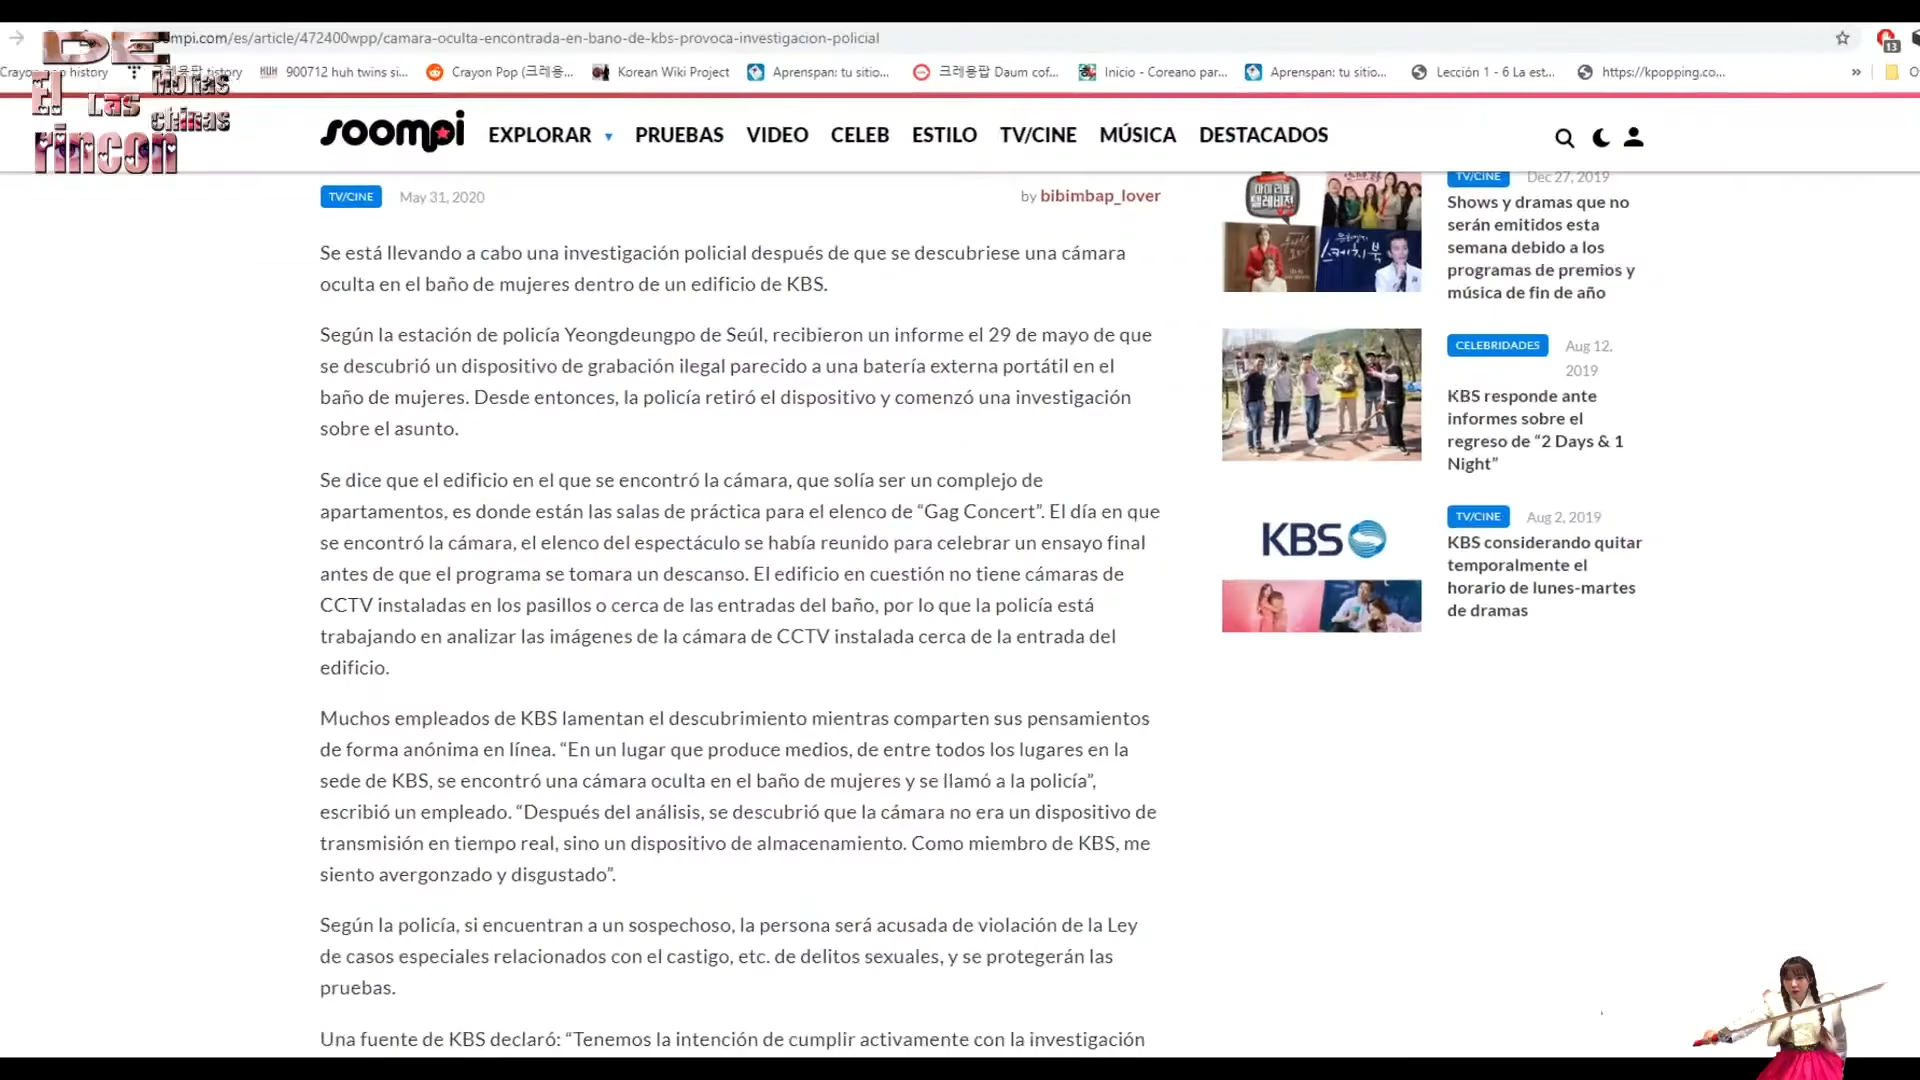 mpi.com/es/article/472400wpp/camara-oculta-encontrada-en-bano-de-kbs-provoca-investigacion-policial
13
Crayon pop history
tistory
HUH 900712 huh twins si...
Crayon Pop (크레용...
Korean Wiki Project
Aprenspan: tu sitio...
크레용팝 Daum caf...
Inicio - Coreano par...
Aprenspan: tu sitio...
Lección 1 - 6 La est...
https://kpopping.co...
»
DE
El Las Monas
chinas
rincon
soompi EXPLORAR PRUEBAS VIDEO CELEB ESTILO TV/CINE MÚSICA DESTACADOS
TV/CINE May 31, 2020 by bibimbap_lover
Se está llevando a cabo una investigación policial después de que se descubriese una cámara
oculta en el baño de mujeres dentro de un edificio de KBS.
Según la estación de policía Yeongdeungpo de Seúl, recibieron un informe el 29 de mayo de que
se descubrió un dispositivo de grabación ilegal parecido a una batería externa portátil en el
baño de mujeres. Desde entonces, la policía retiró el dispositivo y comenzó una investigación
sobre el asunto.
Se dice que el edificio en el que se encontró la cámara, que solía ser un complejo de
apartamentos, es donde están las salas de práctica para el elenco de “Gag Concert”. El día en que
se encontró la cámara, el elenco del espectáculo se había reunido para celebrar un ensayo final
antes de que el programa se tomara un descanso. El edificio en cuestión no tiene cámaras de
CCTV instaladas en los pasillos o cerca de las entradas del baño, por lo que la policía está
trabajando en analizar las imágenes de la cámara de CCTV instalada cerca de la entrada del
edificio.
Muchos empleados de KBS lamentan el descubrimiento mientras comparten sus pensamientos
de forma anónima en línea. “En un lugar que produce medios, de entre todos los lugares en la
sede de KBS, se encontró una cámara oculta en el baño de mujeres y se llamó a la policía”,
escribió un empleado. “Después del análisis, se descubrió que la cámara no era un dispositivo de
transmisión en tiempo real, sino un dispositivo de almacenamiento. Como miembro de KBS, me
siento avergonzado y disgustado”.
Según la policía, si encuentran a un sospechoso, la persona será acusada de violación de la Ley
de casos especiales relacionados con el castigo, etc. de delitos sexuales, y se protegerán las
pruebas.
Una fuente de KBS declaró: “Tenemos la intención de cumplir activamente con la investigación
TV/CINE Dec 27, 2019
Shows y dramas que no
serán emitidos esta
semana debido a los
programas de premios y
música de fin de año
CELEBRIDADES Aug 12,
2019
KBS responde ante
informes sobre el
regreso de “2 Days & 1
Night”
KBS
TV/CINE Aug 2, 2019
KBS considerando quitar
temporalmente el
horario de lunes-martes
de dramas